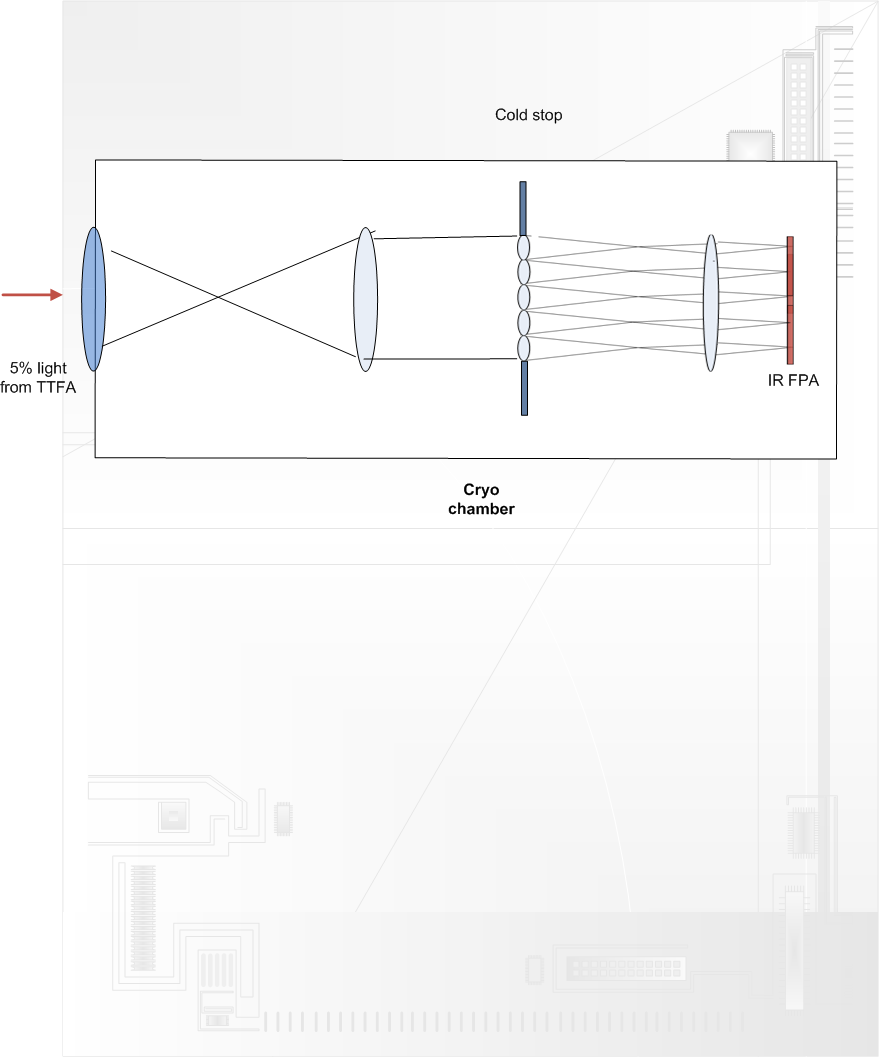 Cold stop
5% light
from TTFA
IR FPA
Cryo
chamber